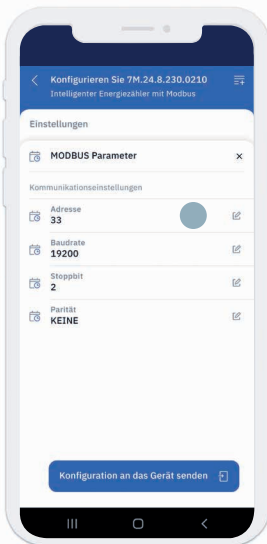 Konfigurieren Sie 7M.24.8.230.0210
Intelligenter Energiezähler mit Modbus
Einstellungen
MODBUS Parameter
Kommunikationseinstellungen
Adresse
33
Baudrate
19200
Stoppbit
2
Parität
KEINE
Konfiguration an das Gerät senden